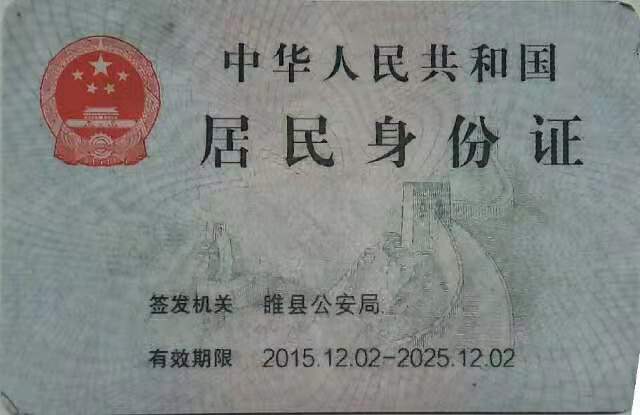 中华人民共和国
居民身份证
签发机关 睢县公安局
有效期限 2015.12.02-2025.12.02